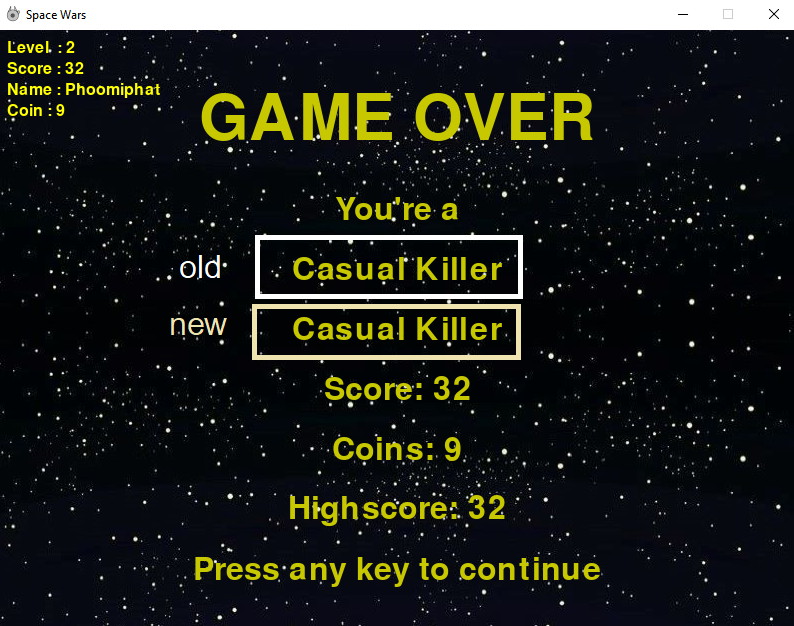 Space Wars
Level : 2
Score : 32
Name : Phoomiphat
Coin : 9
GAME OVER
You're a
old Casual Killer
new Casual Killer
Score: 32
Coins: 9
Highscore: 32
Press any key to continue